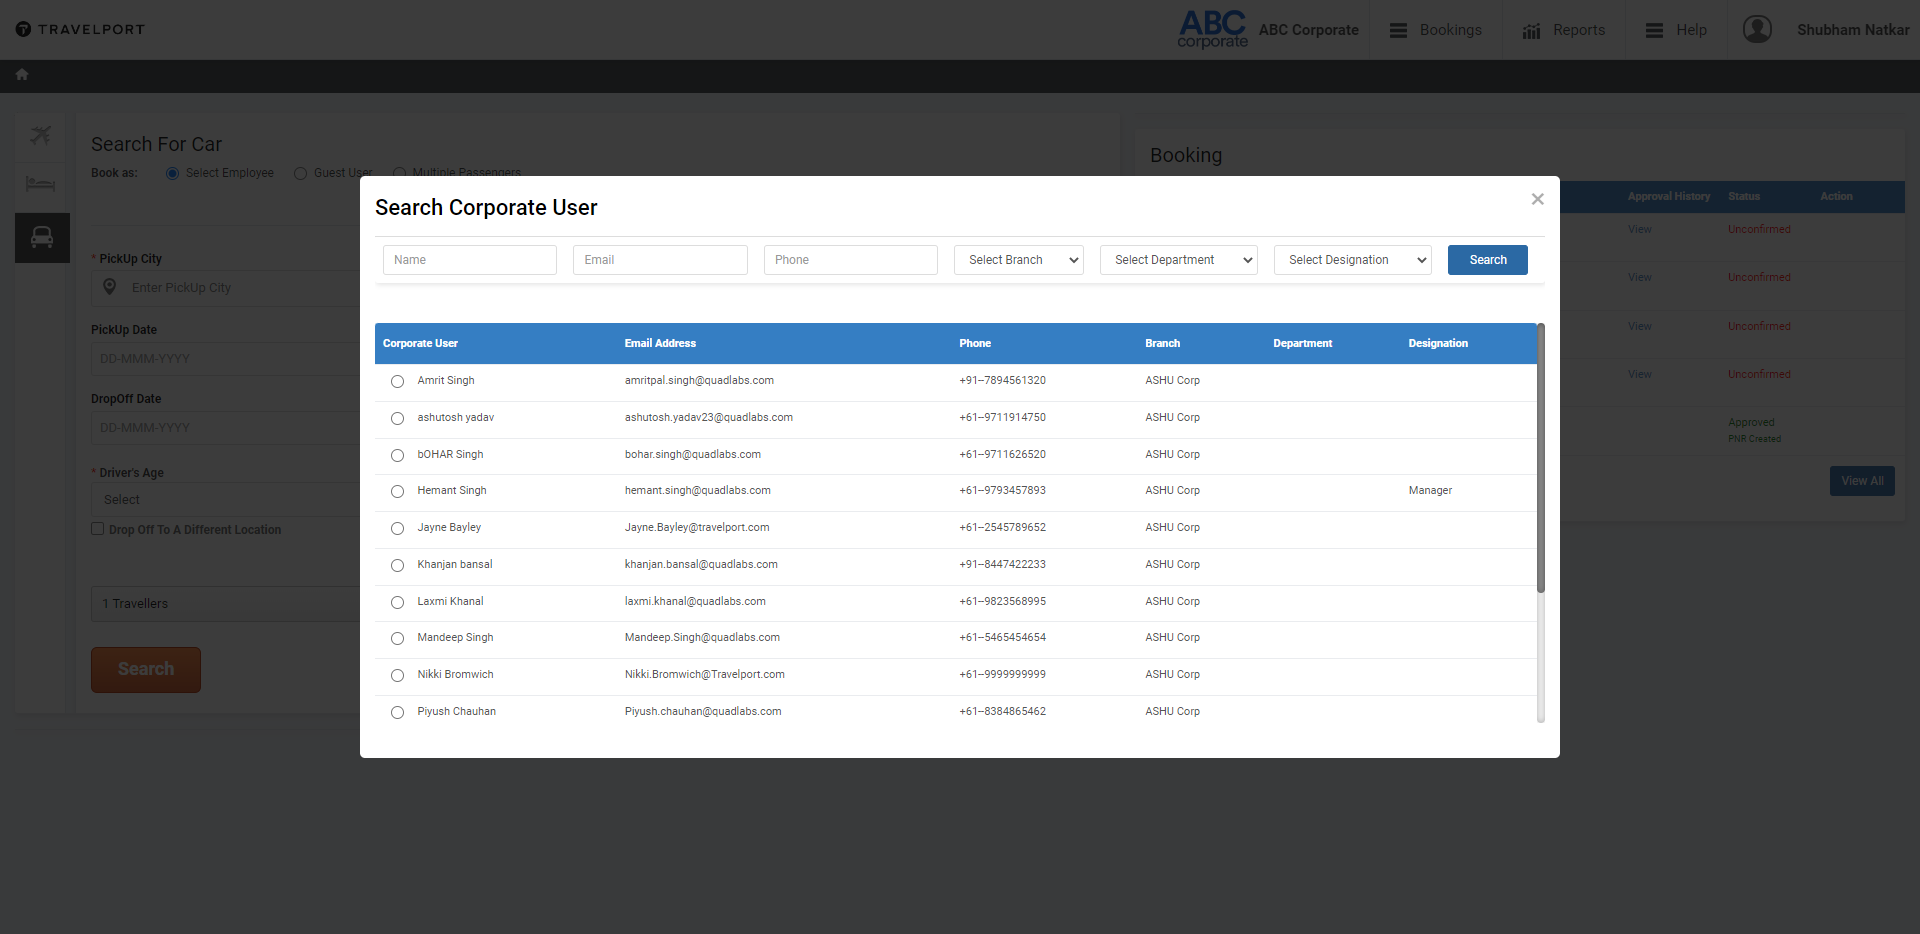 TRAVELPORT
ABC
corporate
ABC Corporate
Bookings
Reports
Help
Shubham Natkar
Search For Car
Book as: Select Employee Guest User Multiple Passengers
* PickUp City
Enter PickUp City
PickUp Date
DD-MMM-YYYY
DropOff Date
DD-MMM-YYYY
* Driver's Age
Select
Drop Off To A Different Location
1 Travellers
Search
Booking
Approval History Status Action
View Unconfirmed
View Unconfirmed
View Unconfirmed
View Unconfirmed
Approved
PNR Created
View All
Search Corporate User
×
Name Email Phone Select Branch Select Department Select Designation Search
Corporate User Email Address Phone Branch Department Designation
Amrit Singh amritpal.singh@quadlabs.com +91--7894561320 ASHU Corp
ashutosh yadav ashutosh.yadav23@quadlabs.com +61--9711914750 ASHU Corp
bOHAR Singh bohar.singh@quadlabs.com +61--9711626520 ASHU Corp
Hemant Singh hemant.singh@quadlabs.com +61--9793457893 ASHU Corp Manager
Jayne Bayley Jayne.Bayley@travelport.com +61--2545789652 ASHU Corp
Khanjan bansal khanjan.bansal@quadlabs.com +91--8447422233 ASHU Corp
Laxmi Khanal laxmi.khanal@quadlabs.com +61--9823568995 ASHU Corp
Mandeep Singh Mandeep.Singh@quadlabs.com +61--5465454654 ASHU Corp
Nikki Bromwich Nikki.Bromwich@Travelport.com +61--9999999999 ASHU Corp
Piyush Chauhan Piyush.chauhan@quadlabs.com +61--8384865462 ASHU Corp